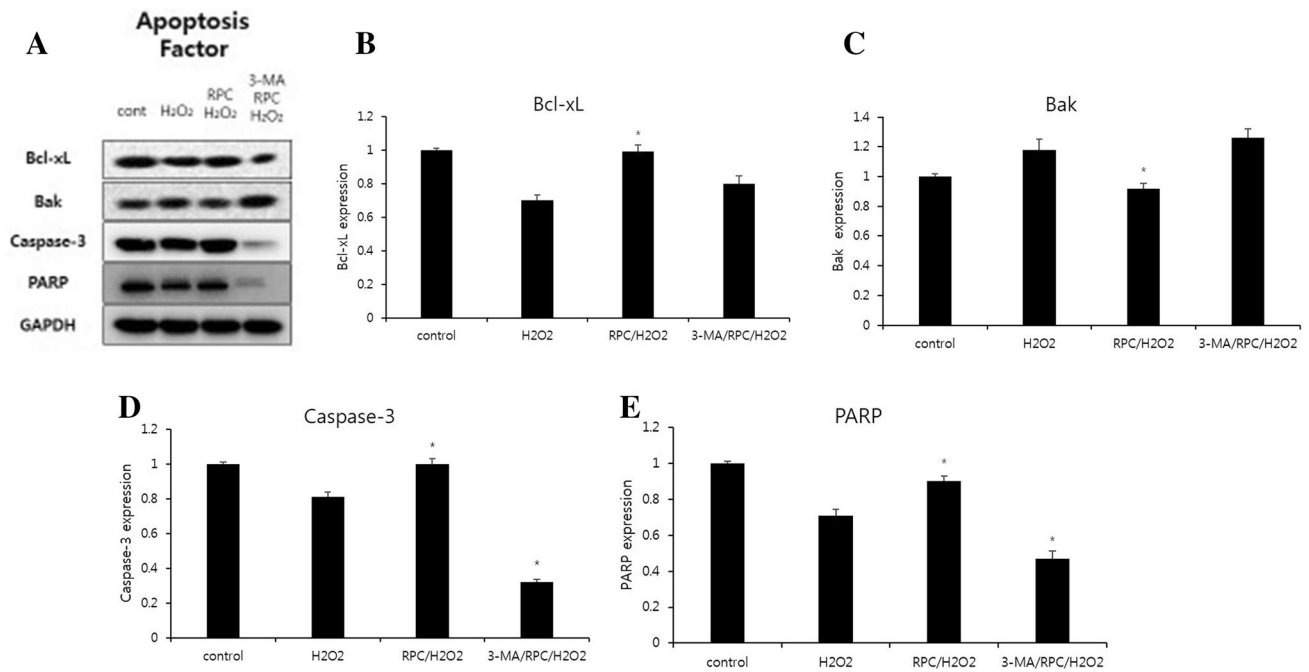 A
Apoptosis
Factor
cont
H₂O₂
RPC
H₂O₂
3-MA
RPC
H₂O₂
Bcl-xL
Bak
Caspase-3
PARP
GAPDH
B
Bcl-xL
Bcl-xL expression
1.2
1
0.8
0.6
0.4
0.2
0
*
control
H2O2
RPC/H2O2
3-MA/RPC/H2O2
C
Bak
Bak expression
1.4
1.2
1
0.8
0.6
0.4
0.2
0
*
control
H2O2
RPC/H2O2
3-MA/RPC/H2O2
D
Caspase-3
Caspase-3 expression
1.2
1
0.8
0.6
0.4
0.2
0
*
*
control
H2O2
RPC/H2O2
3-MA/RPC/H2O2
E
PARP
PARP expression
1.2
1
0.8
0.6
0.4
0.2
0
*
*
control
H2O2
RPC/H2O2
3-MA/RPC/H2O2